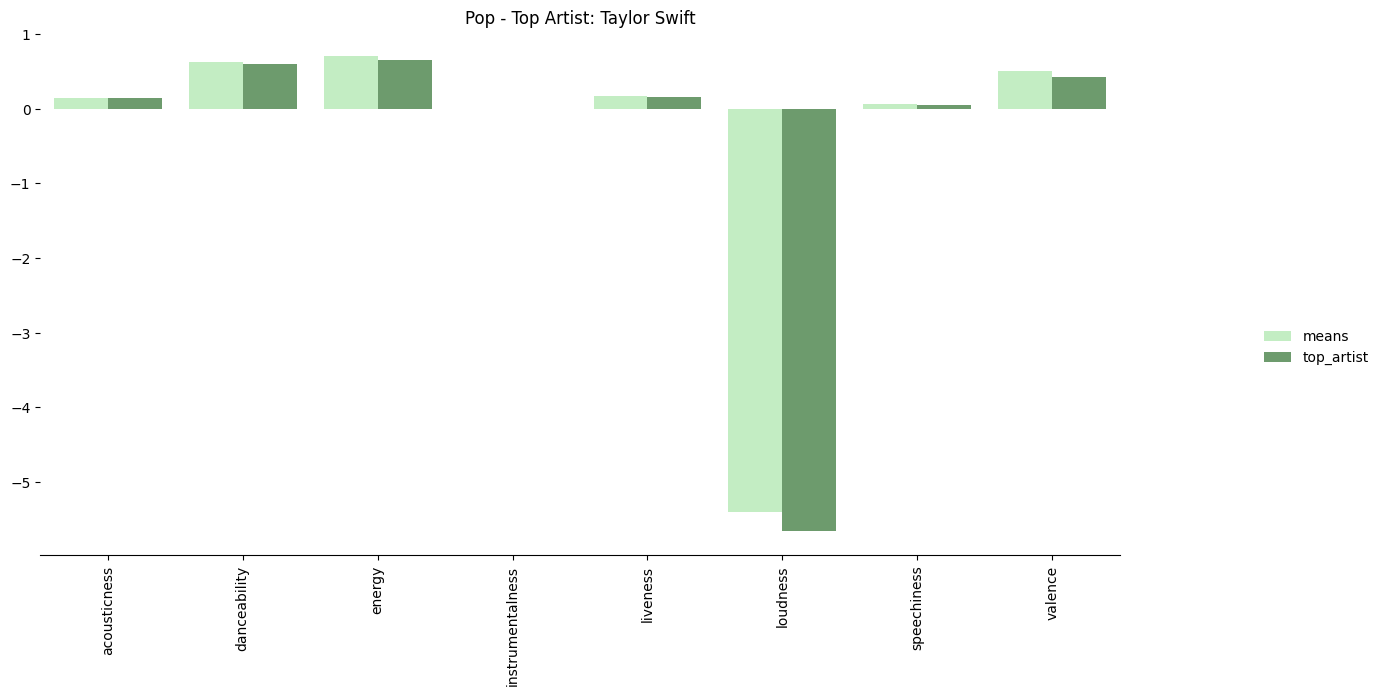 Pop - Top Artist: Taylor Swift
1
0
−1
−2
−3
−4
−5
acousticness
danceability
energy
instrumentalness
liveness
loudness
speechiness
valence
means
top_artist